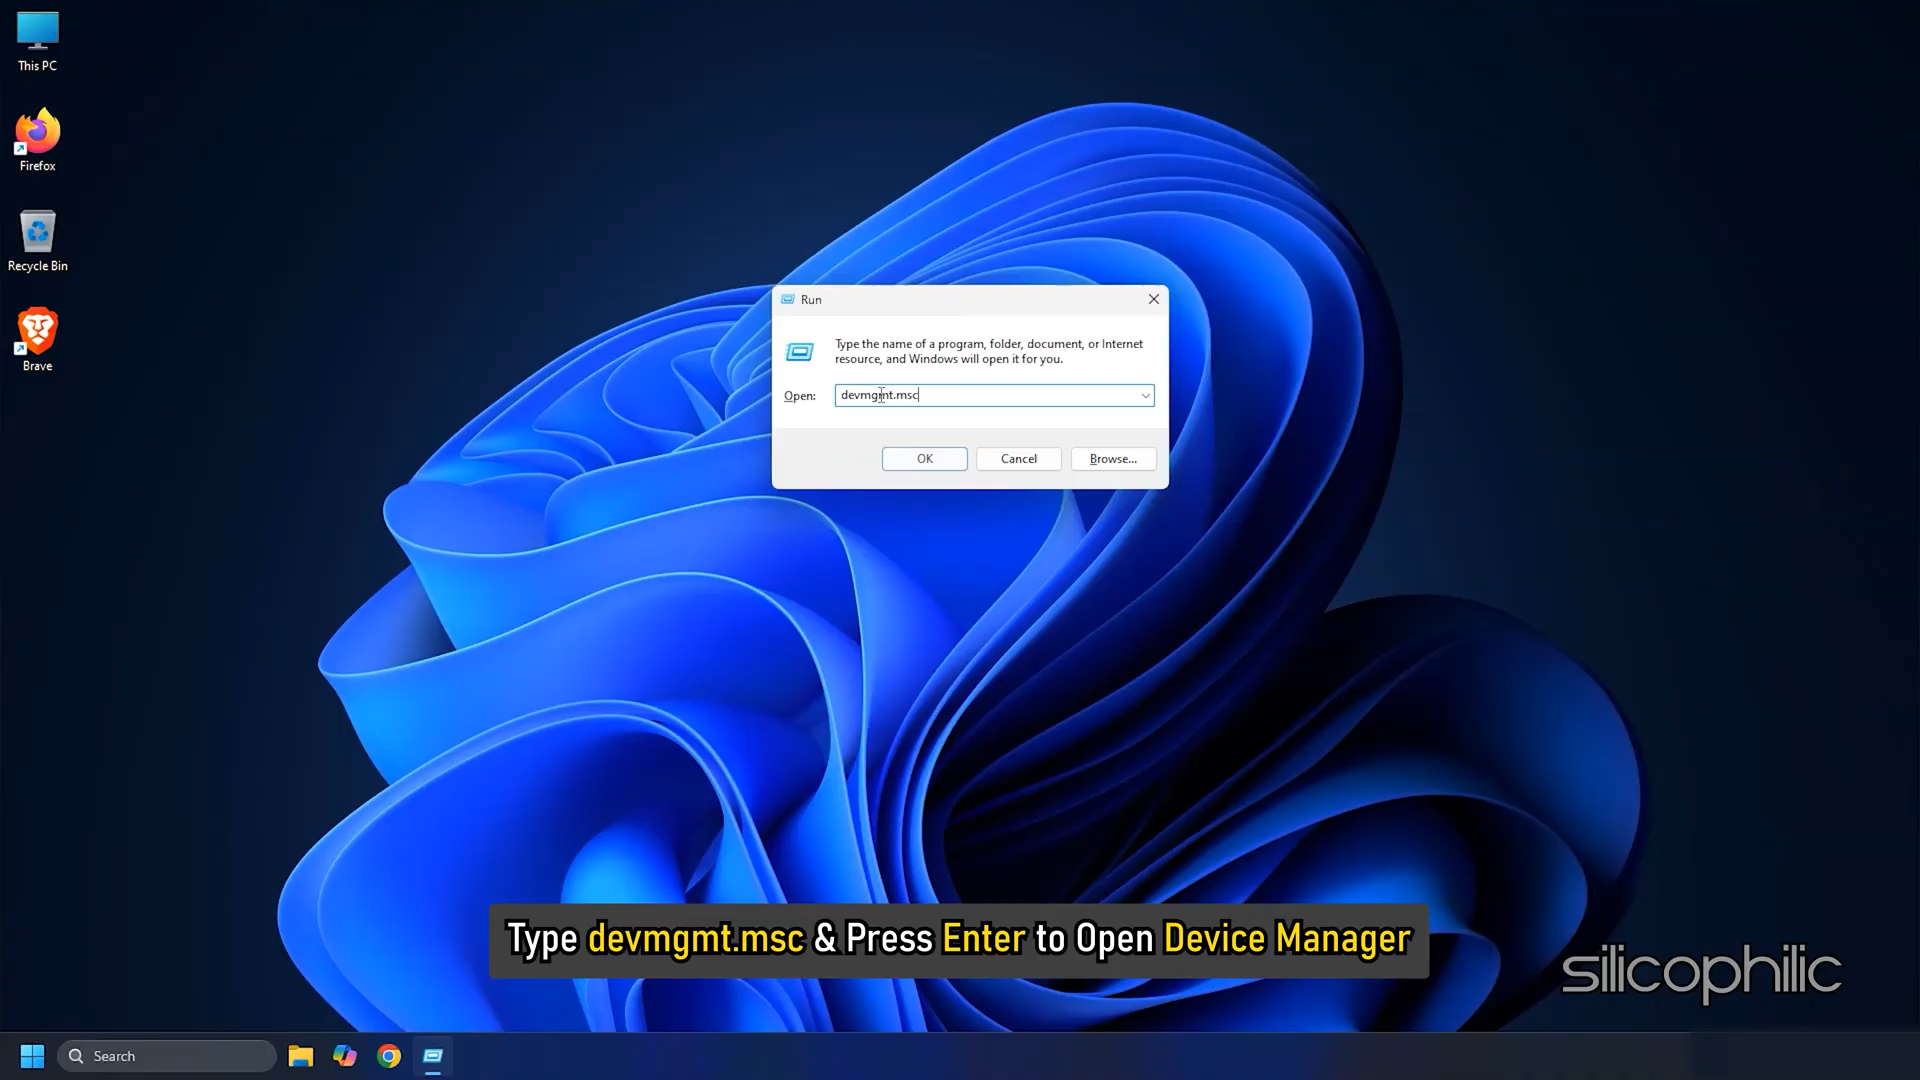 This PC
Firefox
Recycle Bin
Brave
Run
Type the name of a program, folder, document, or Internet
resource, and Windows will open it for you.
Open:
devmgmt.msc
OK
Cancel
Browse...
Type devmgmt.msc & Press Enter to Open Device Manager
silicophilic
Search